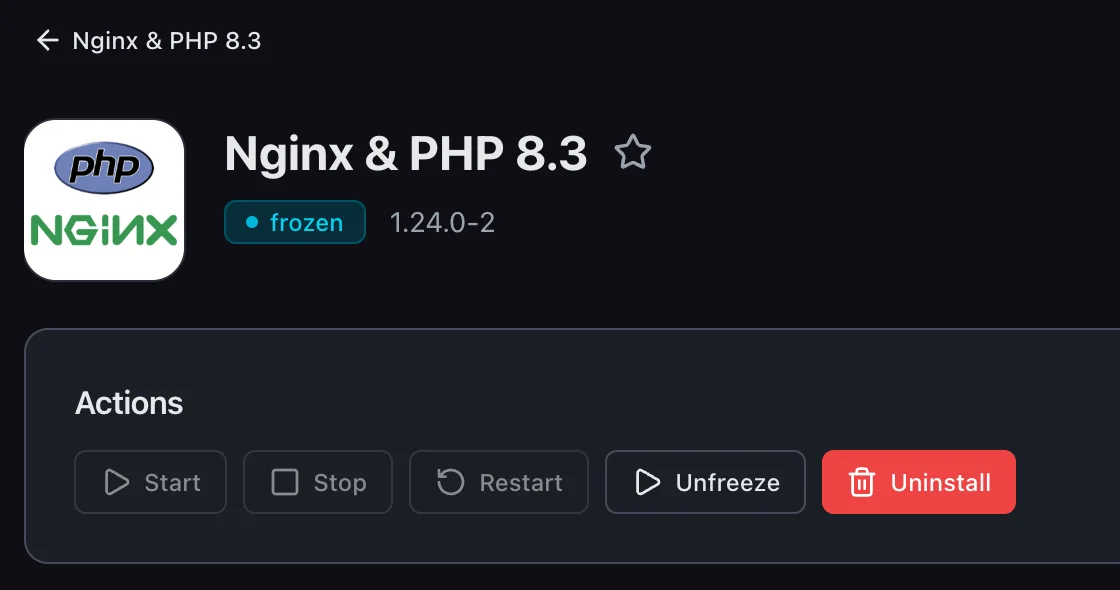 Nginx & PHP 8.3
php
NGiNX
Nginx & PHP 8.3
frozen 1.24.0-2
Actions
Start Stop Restart Unfreeze Uninstall